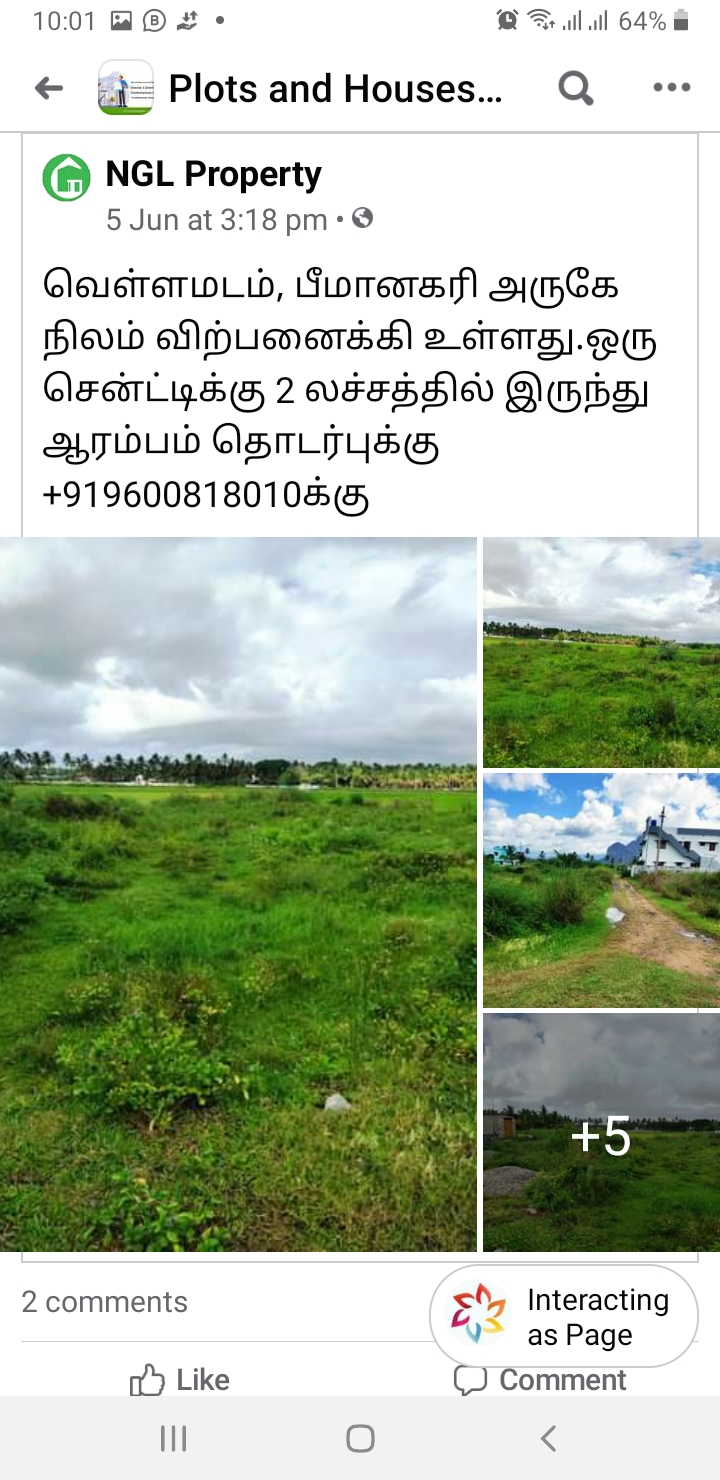 10:01
64%
Plots and Houses...
NGL Property
5 Jun at 3:18 pm •
வெள்ளமடம், பீமானகரி அருகே
நிலம் விற்பனைக்கி உள்ளது.ஒரு
சென்ட்டிக்கு 2 லச்சத்தில் இருந்து
ஆரம்பம் தொடர்புக்கு
+919600818010க்கு
+5
2 comments
Interacting
as Page
Like
Comment